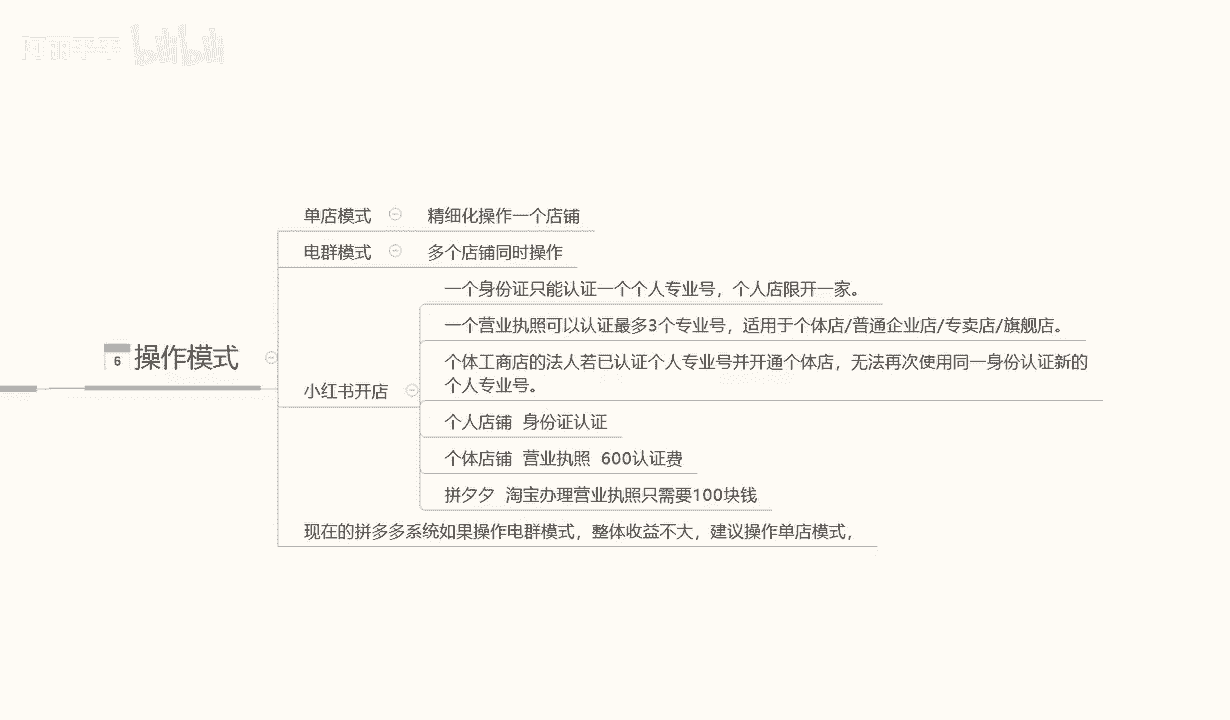 bilibili
6 操作模式
单店模式
精细化操作一个店铺
电群模式
多个店铺同时操作
小红书开店
一个身份证只能认证一个个人专业号，个人店限开一家。
一个营业执照可以认证最多3个专业号，适用于个体店/普通企业店/专卖店/旗舰店。
个体工商店的法人若已认证个人专业号并开通个体店，无法再次使用同一身份认证新的
个人专业号。
个人店铺 身份证认证
个体店铺 营业执照 600认证费
拼夕夕 淘宝办理营业执照只需要100块钱
现在的拼多多系统如果操作电群模式，整体收益不大，建议操作单店模式，